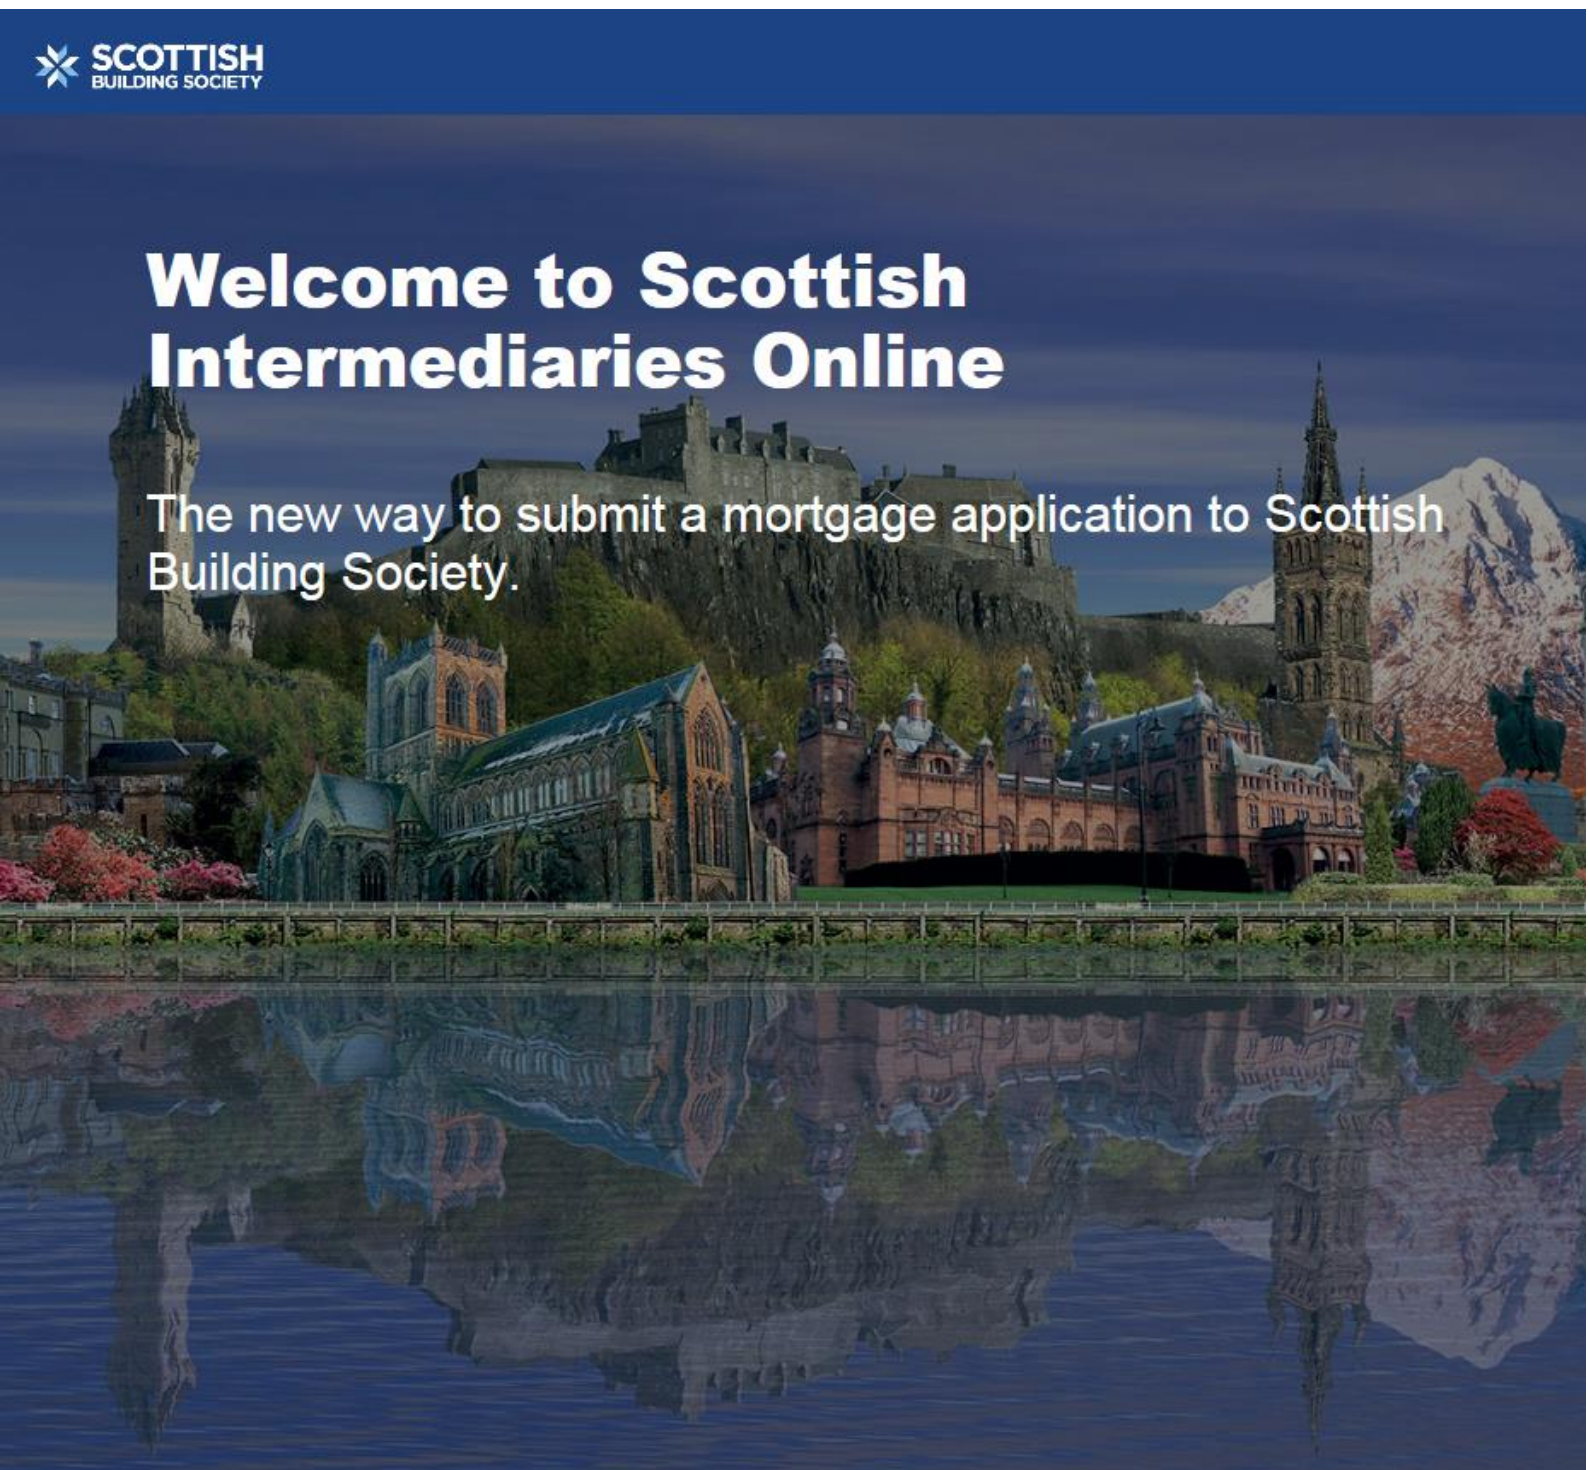 SCOTTISH
BUILDING SOCIETY
Welcome to Scottish
Intermediaries Online
The new way to submit a mortgage application to Scottish
Building Society.